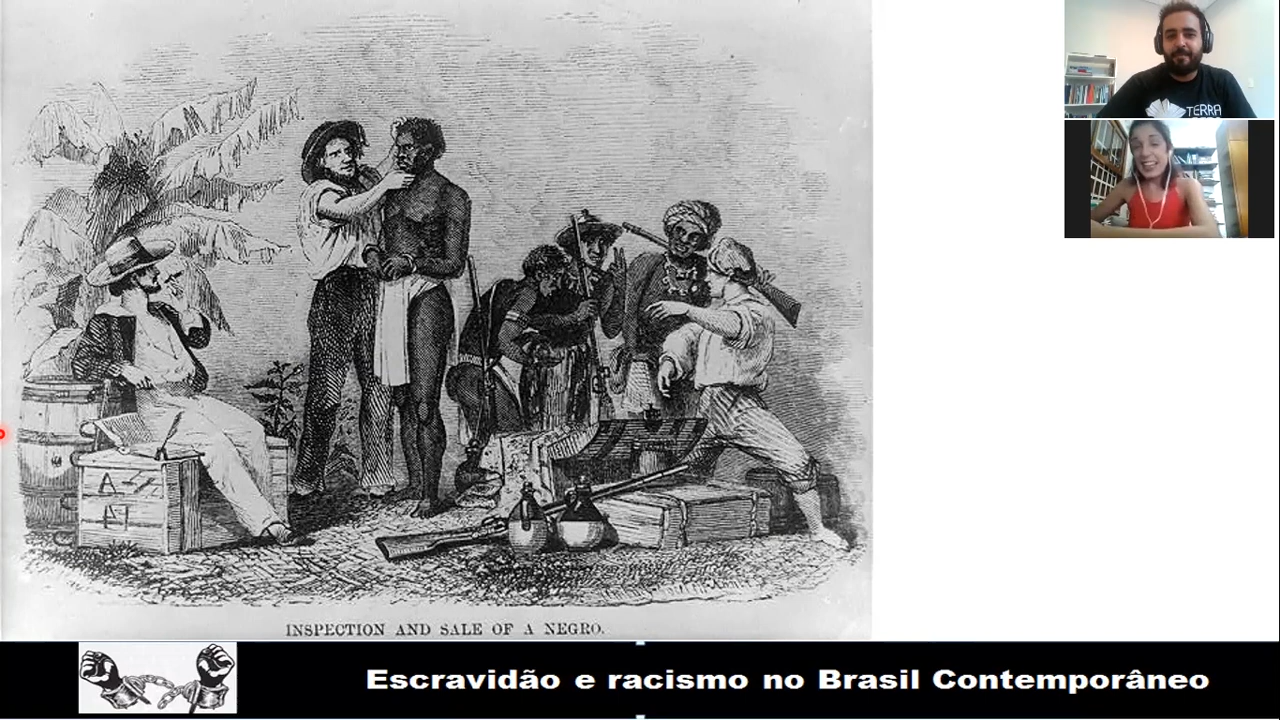 TERRA
INSPECTION AND SALE OF A NEGRO.
Escravidão e racismo no Brasil Contemporâneo